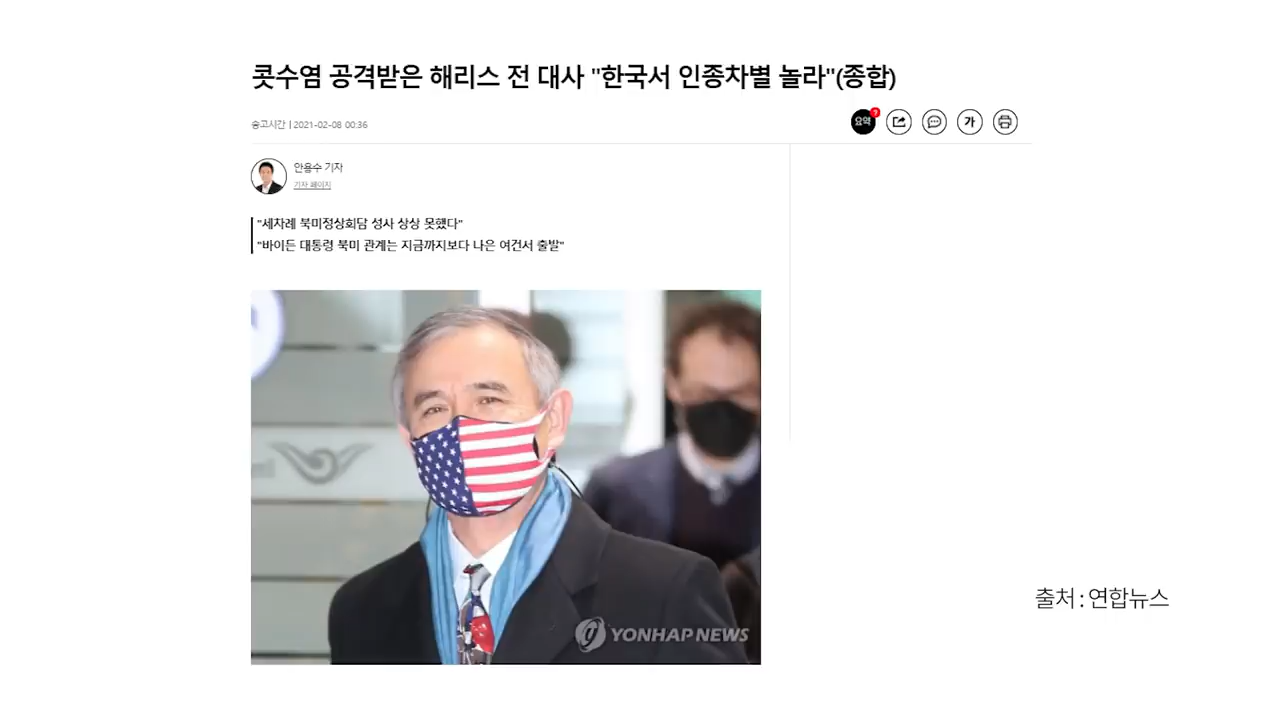 콧수염 공격받은 해리스 전 대사 "한국서 인종차별 놀라"(종합)
송고시간 | 2021-02-08 00:36
요약 ? 가
안용수 기자
기자 페이지
"세차례 북미정상회담 성사 상상 못했다"
"바이든 대통령 북미 관계는 지금까지보다 나은 여건서 출발"
YONHAP NEWS
출처 : 연합뉴스